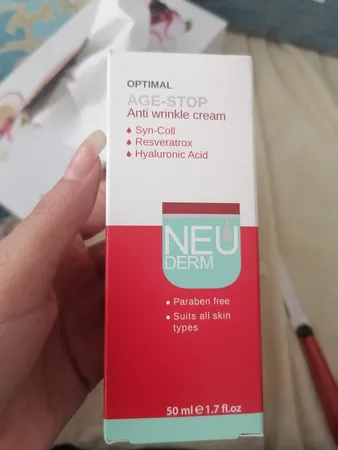 OPTIMAL
AGE-STOP
Anti wrinkle cream
Syn-Coll
Resveratrox
Hyaluronic Acid
NEU
DERM
• Paraben free
• Suits all skin
types
50 ml e 1.7 fl.oz